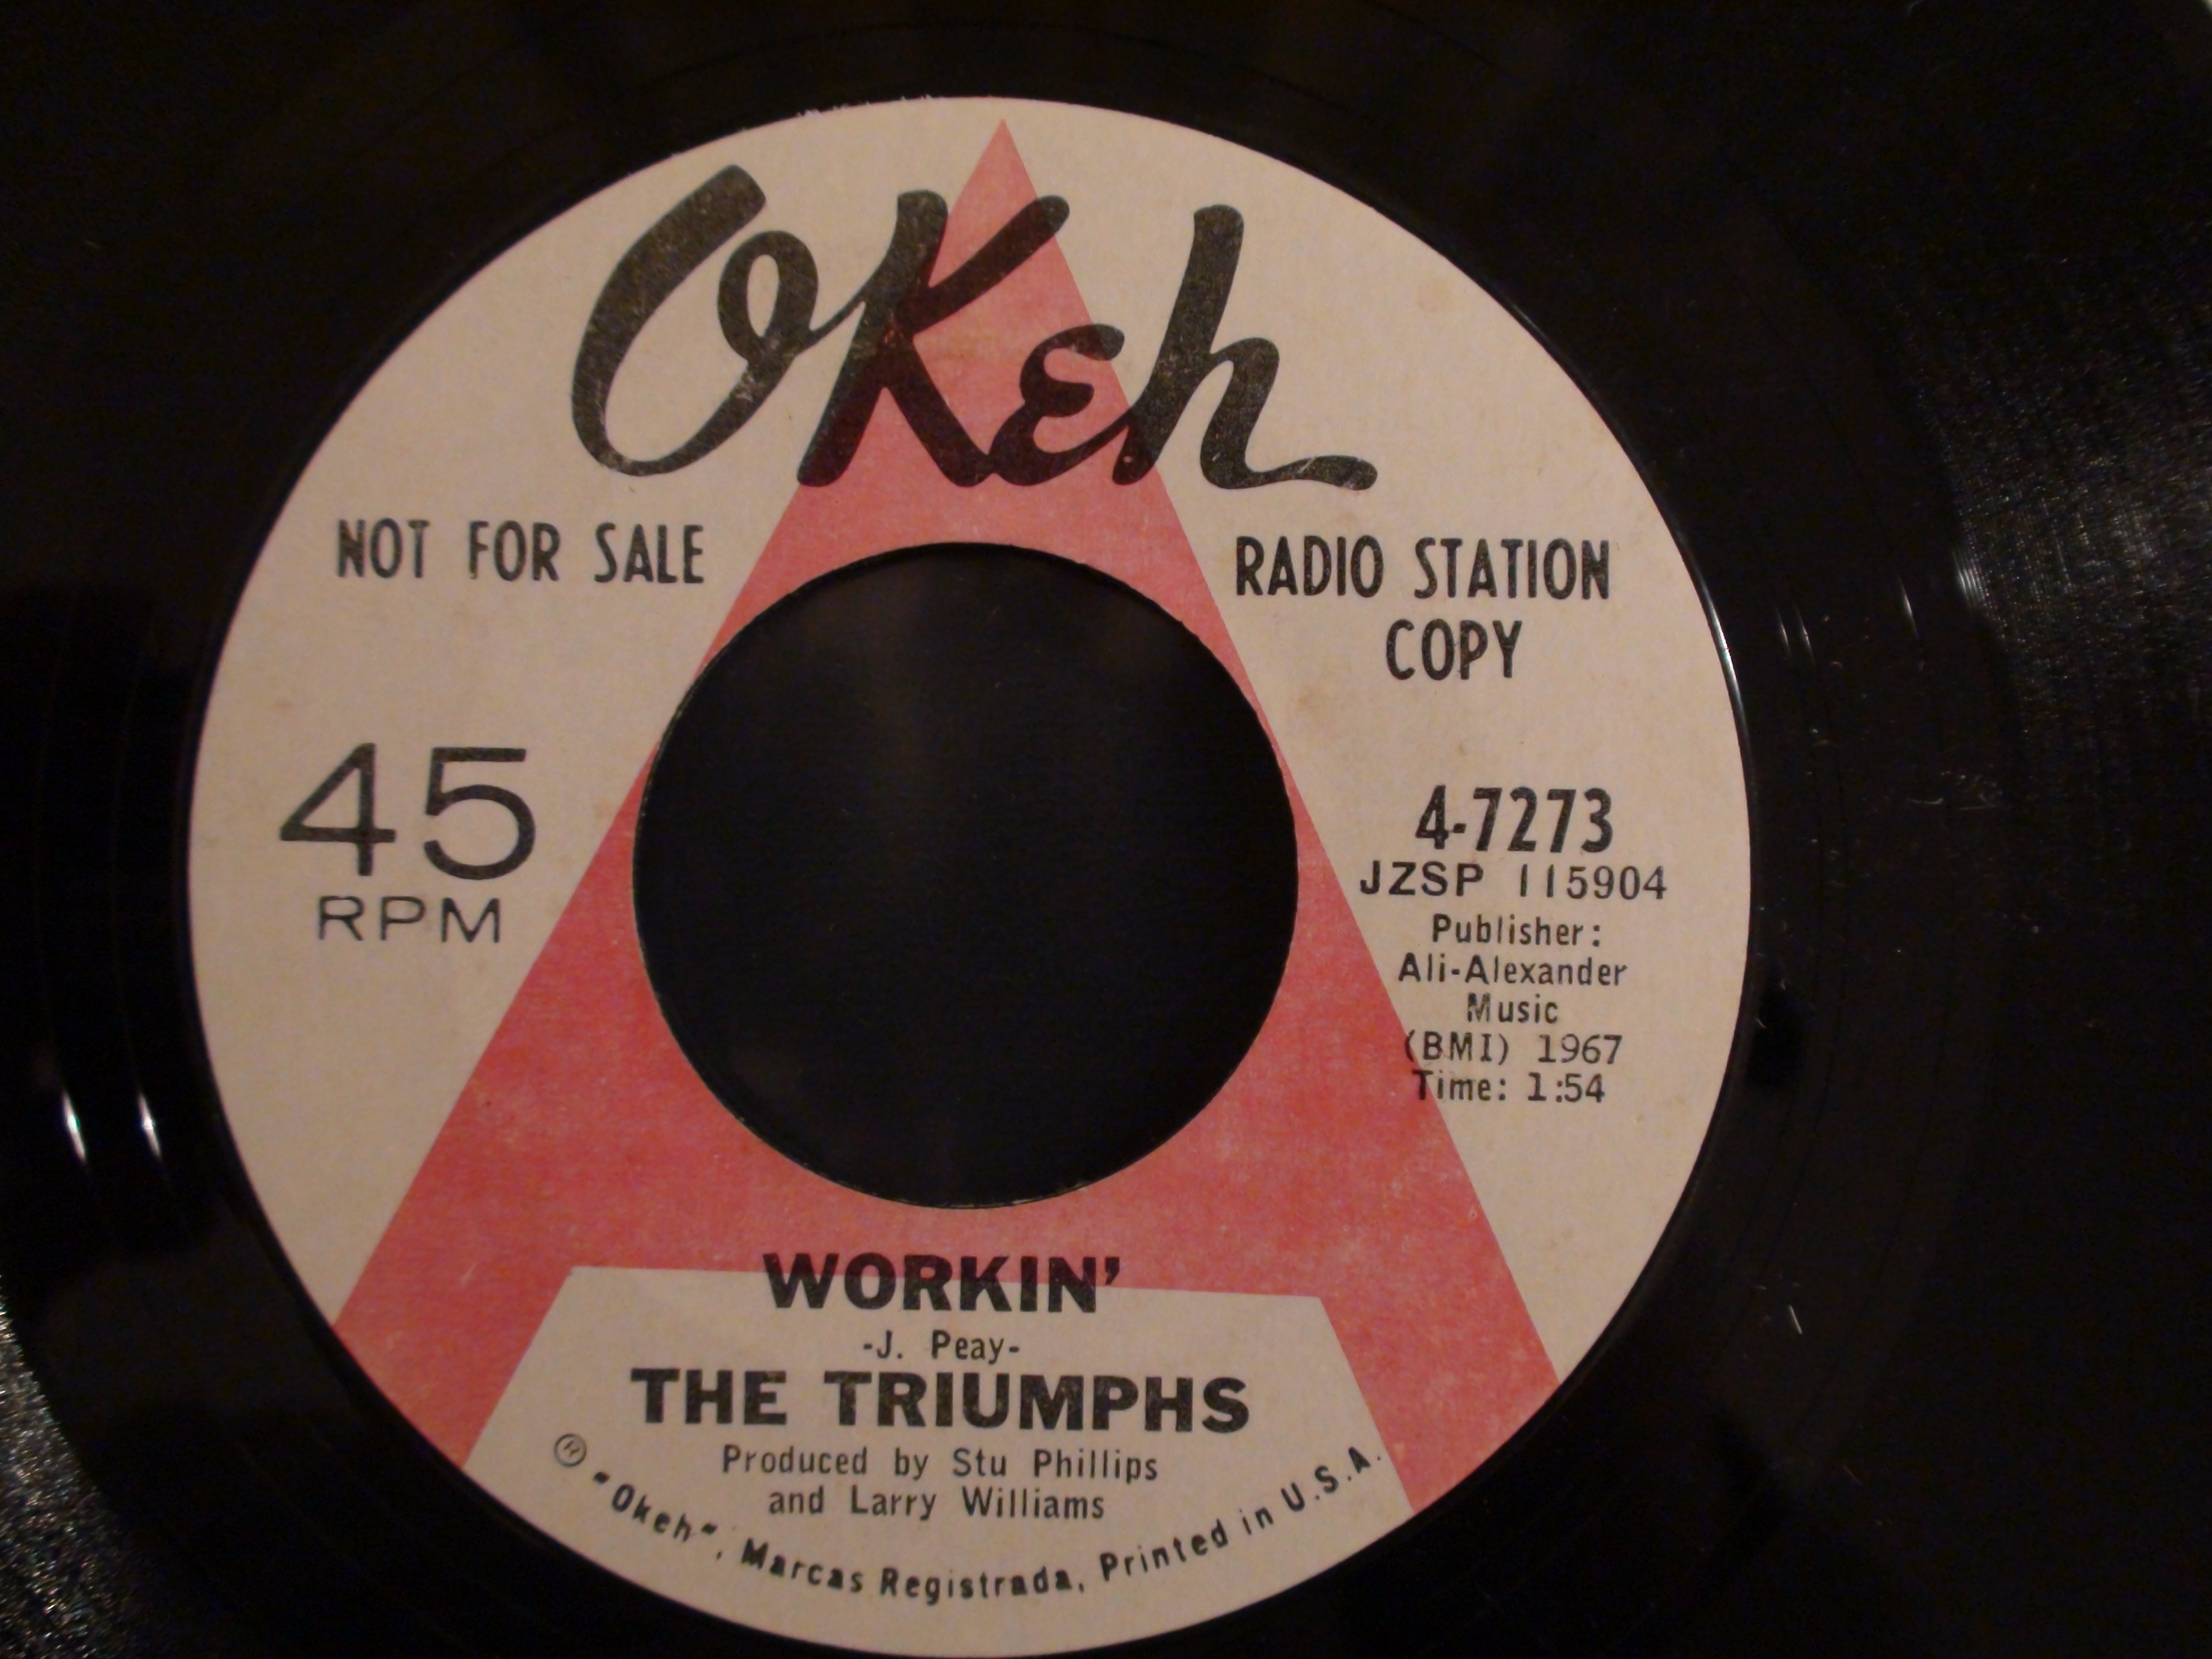 OKeh
NOT FOR SALE
RADIO STATION
COPY
45
RPM
4-7273
JZSP 115904
Publisher:
Ali-Alexander
Music
(BMI) 1967
Time: 1:54
WORKIN'
-J. Peay-
THE TRIUMPHS
Produced by Stu Phillips
and Larry Williams
® "Okeh", Marcas Registrada, Printed in U.S.A.